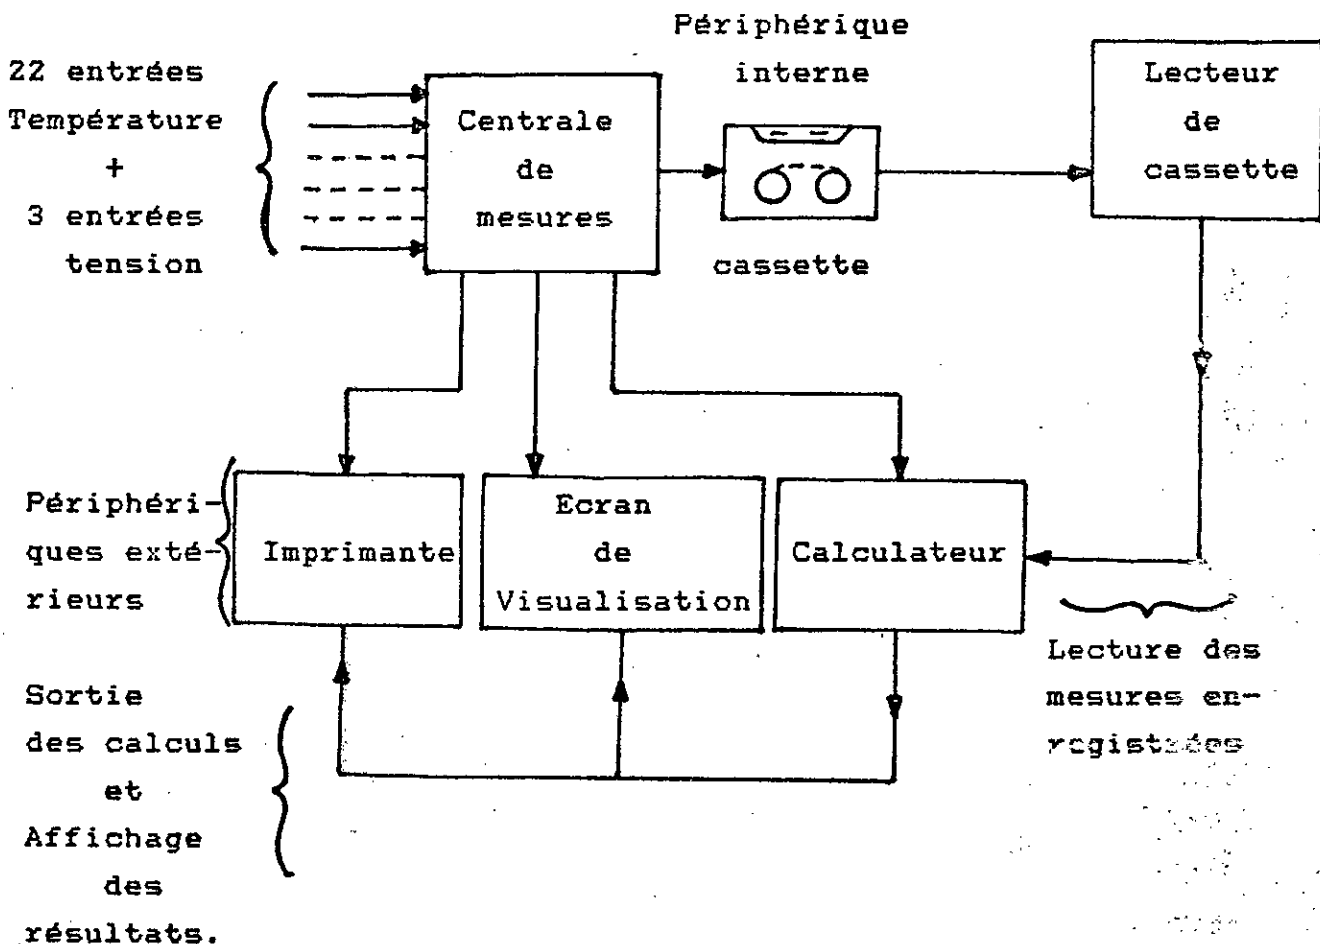 22 entrées
Température
+
3 entrées
tension
Centrale
de
mesures
Périphérique
interne
cassette
Lecteur
de
cassette
Périphéri-
ques exté-
rieurs
Imprimante
Ecran
de
Visualisation
Calculateur
Lecture des
mesures en-
registrées
Sortie
des calculs
et
Affichage
des
résultats.